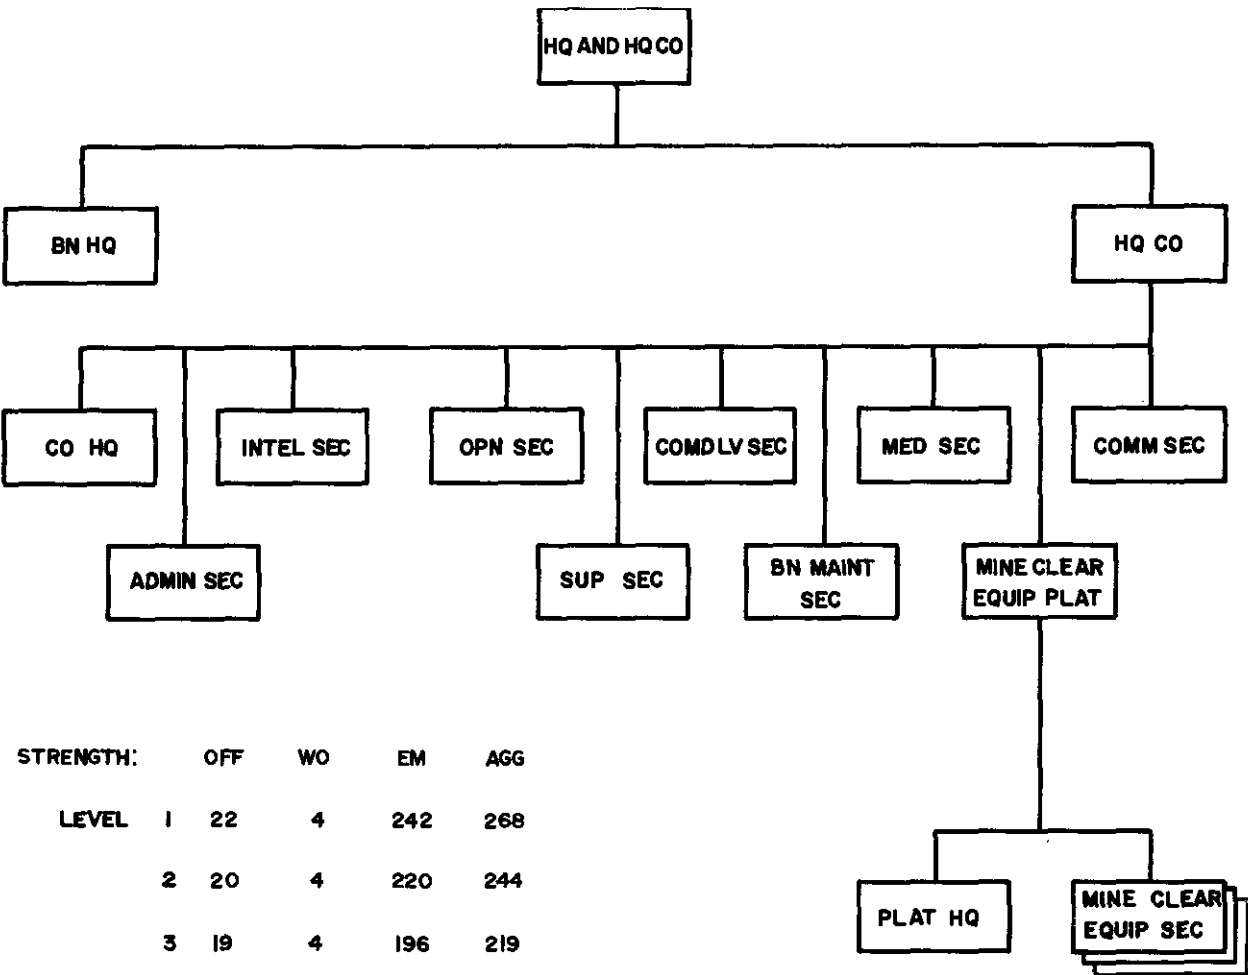 HQ AND HQ CO
BN HQ
HQ CO
CO HQ
INTEL SEC
OPN SEC
COMDLV SEC
MED SEC
COMM SEC
ADMIN SEC
SUP SEC
BN MAINT
SEC
MINE CLEAR
EQUIP PLAT
STRENGTH: OFF WO EM AGG
LEVEL 1 22 4 242 268
2 20 4 220 244
3 19 4 196 219
PLAT HQ
MINE CLEAR
EQUIP SEC